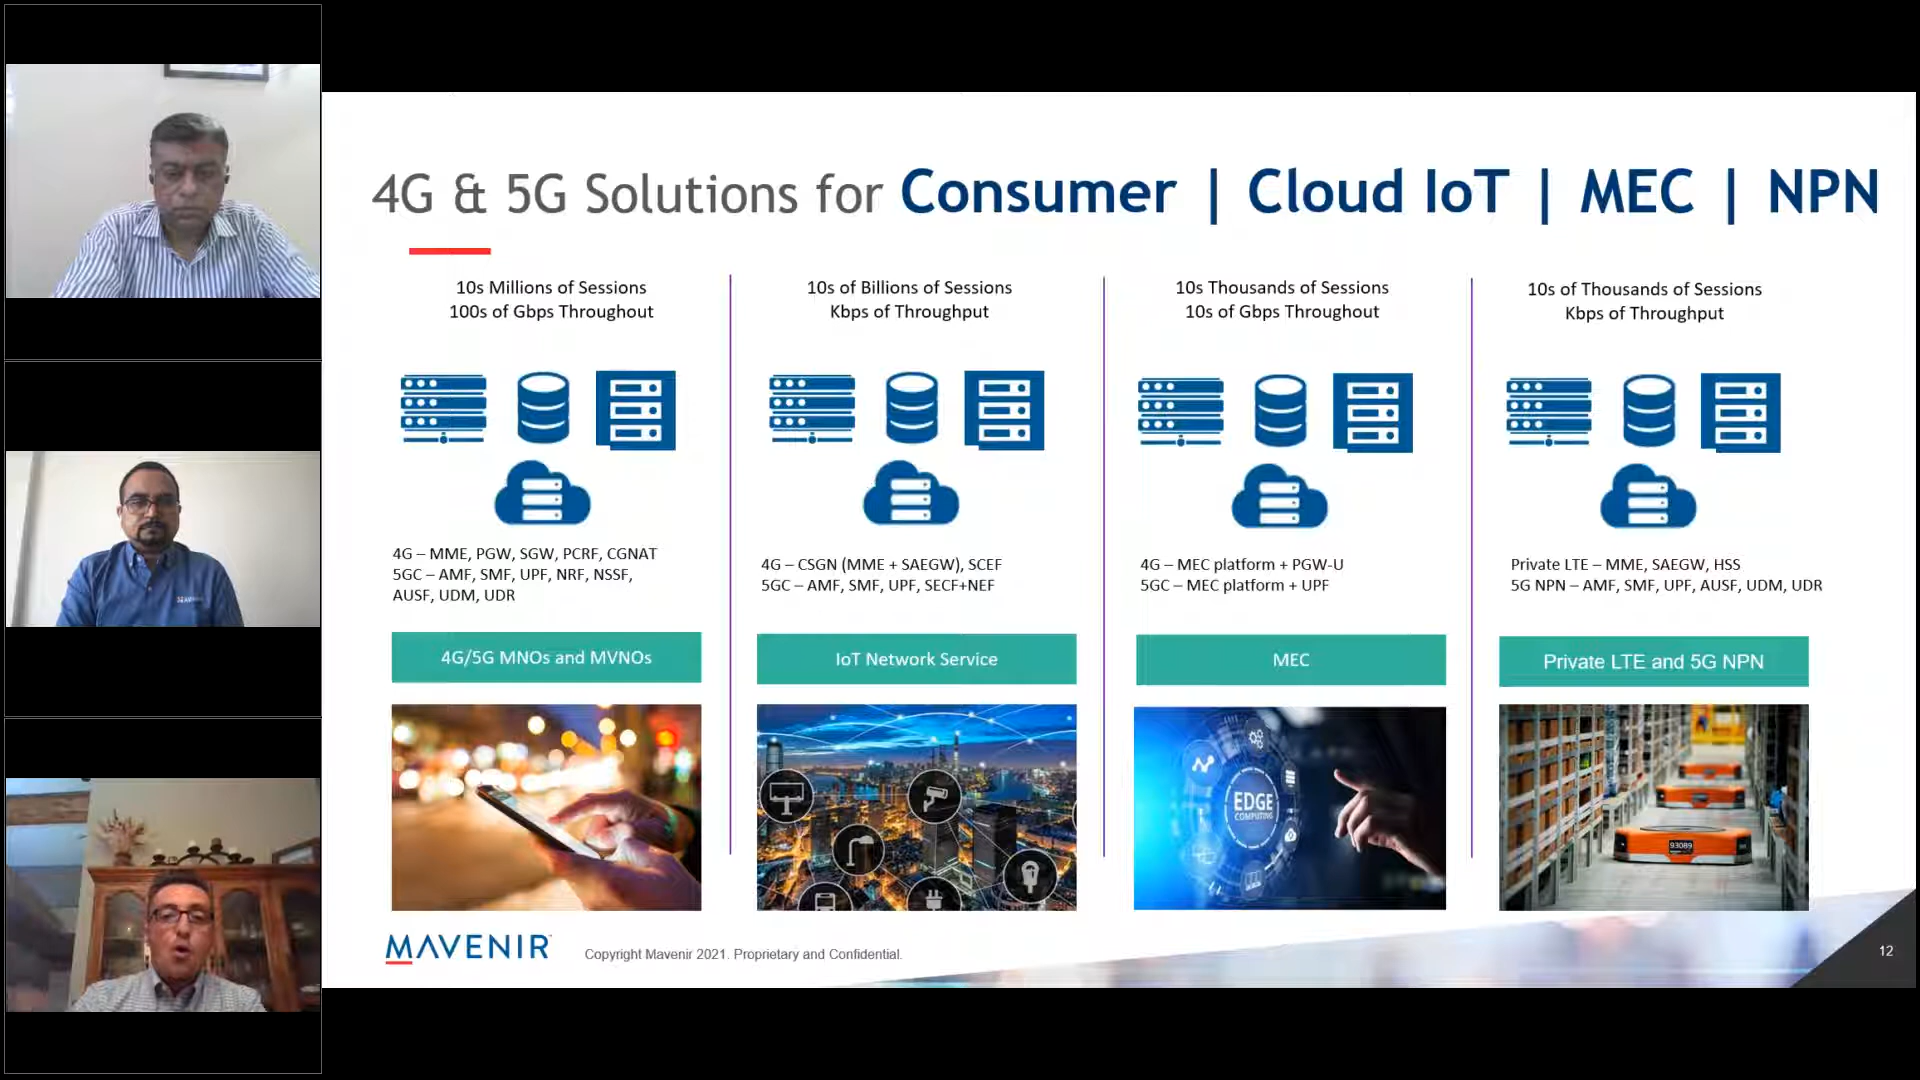 4G & 5G Solutions for Consumer | Cloud IoT | MEC | NPN
10s Millions of Sessions
100s of Gbps Throughout
4G – MME, PGW, SGW, PCRF, CGNAT
5GC – AMF, SMF, UPF, NRF, NSSF,
AUSF, UDM, UDR
4G/5G MNOs and MVNOs
10s of Billions of Sessions
Kbps of Throughput
4G – CSGN (MME + SAEGW), SCEF
5GC – AMF, SMF, UPF, SECF+NEF
IoT Network Service
10s Thousands of Sessions
10s of Gbps Throughout
4G – MEC platform + PGW-U
5GC – MEC platform + UPF
MEC
EDGE
COMPUTING
10s of Thousands of Sessions
Kbps of Throughput
Private LTE – MME, SAEGW, HSS
5G NPN – AMF, SMF, UPF, AUSF, UDM, UDR
Private LTE and 5G NPN
93089
MAVENIR
Copyright Mavenir 2021. Proprietary and Confidential.
12